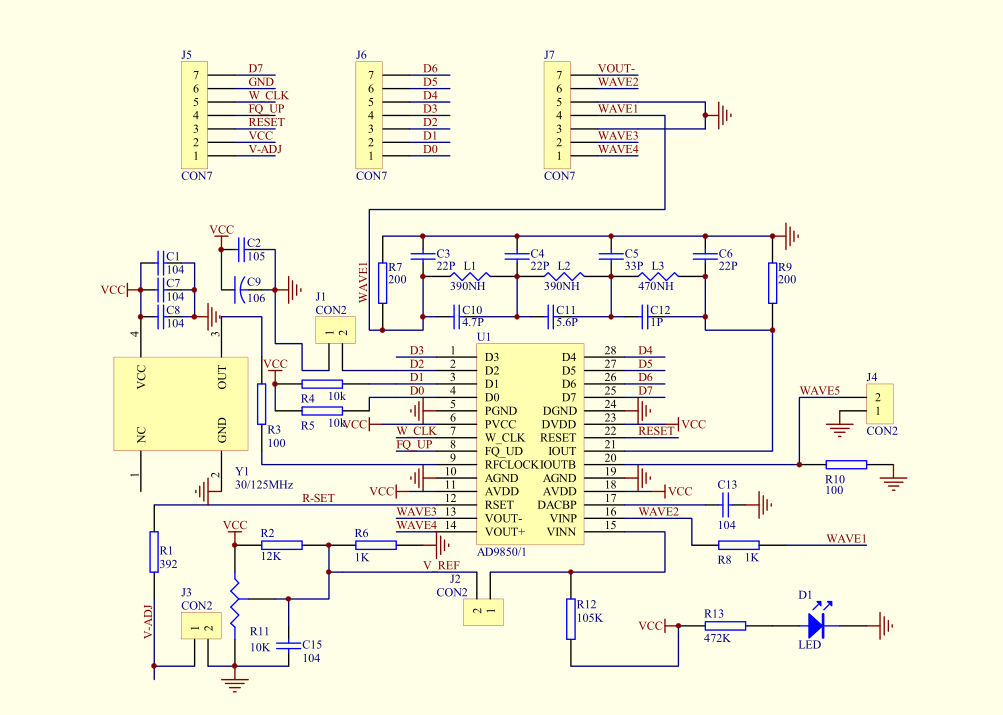 J5
7 D7
6 GND
5 W_CLK
4 FQ_UP
3 RESET
2 VCC
1 V-ADJ
CON7
J6
7 D6
6 D5
5 D4
4 D3
3 D2
2 D1
1 D0
CON7
J7
7 VOUT-
6 WAVE2
5
4 WAVE1
3
2 WAVE3
1 WAVE4
CON7
VCC
C2
105
C9
106
C1
104
VCC
C7
104
C8
104
4
3
VCC
OUT
NC
GND
1
2
Y1
30/125MHz
R3
100
J1
CON2
1 2
VCC
R4
10k
R5
10k
WAVE1
R7
200
C3
22P
L1
390NH
C4
22P
L2
390NH
C5
33P
L3
470NH
C6
22P
R9
200
C10
4.7P
C11
5.6P
C12
1P
U1
D3 1 D3 D4 28 D4
D2 2 D2 D5 27 D5
D1 3 D1 D6 26 D6
D0 4 D0 D7 25 D7
5 PGND DGND 24
VCC 6 PVCC DVDD 23 VCC
W_CLK 7 W_CLK RESET 22 RESET
FQ_UP 8 FQ_UD IOUT 21
9 RFCLOCK IOUTB 20
10 AGND AGND 19
VCC 11 AVDD AVDD 18 VCC
R-SET 12 RSET DACBP 17
WAVE3 13 VOUT- VINP 16 WAVE2
WAVE4 14 VOUT+ VINN 15
AD9850/1
WAVE5
J4
2
1
CON2
R10
100
C13
104
R8 1K
WAVE1
R1
392
V-ADJ
J3
CON2
1 2
VCC
R2
12K
R6
1K
V_REF
R11
10K
C15
104
J2
CON2
2 1
R12
105K
VCC
R13
472K
D1
LED